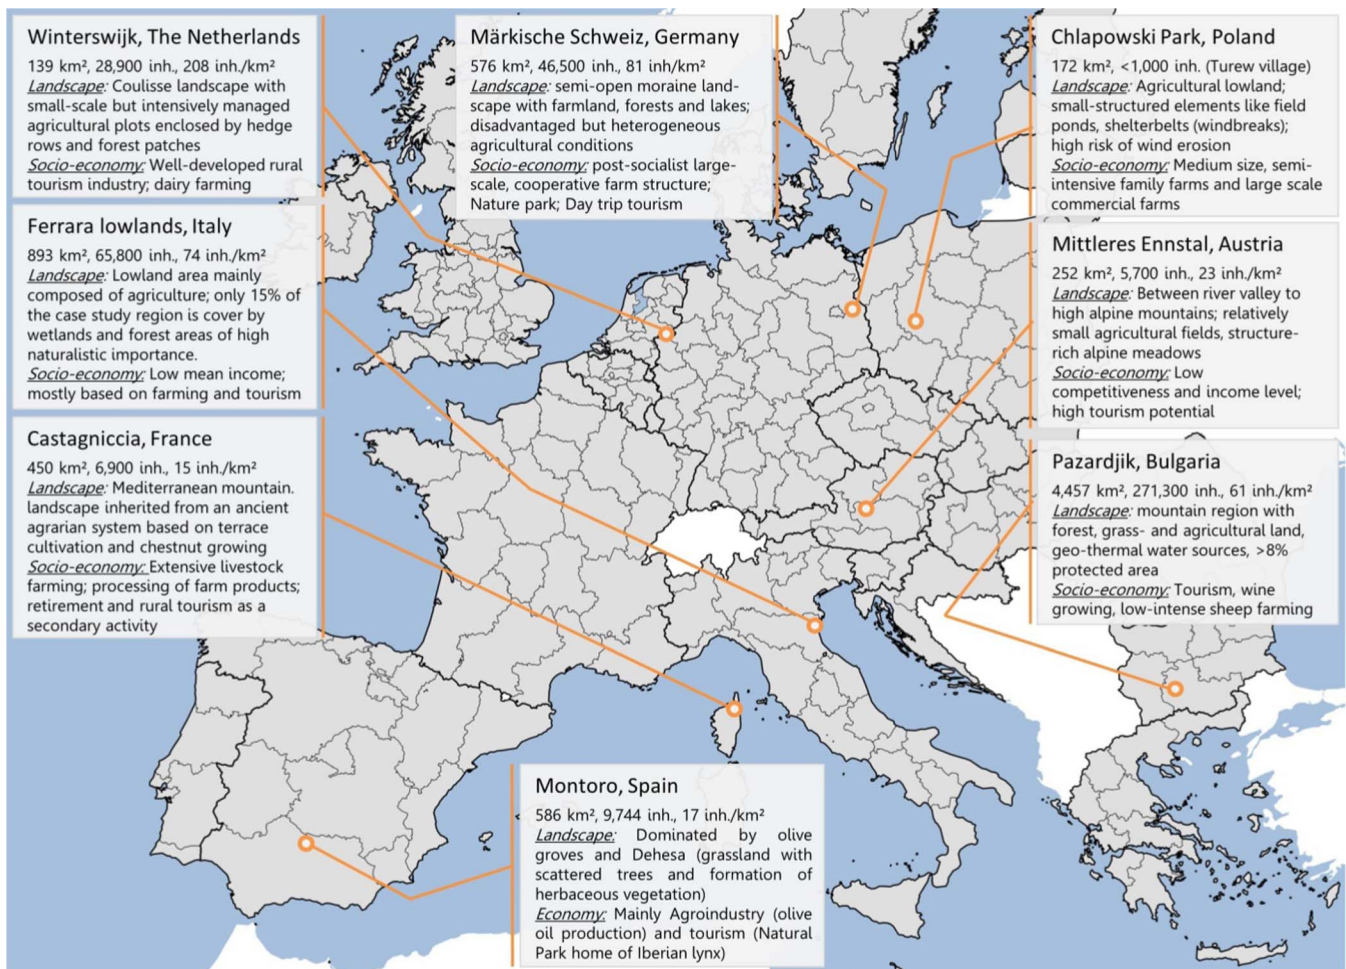 Winterswijk, The Netherlands
139 km², 28,900 inh., 208 inh./km²
Landscape: Coulisse landscape with
small-scale but intensively managed
agricultural plots enclosed by hedge
rows and forest patches
Socio-economy: Well-developed rural
tourism industry; dairy farming
Ferrara lowlands, Italy
893 km², 65,800 inh., 74 inh./km²
Landscape: Lowland area mainly
composed of agriculture; only 15% of
the case study region is cover by
wetlands and forest areas of high
naturalistic importance.
Socio-economy: Low mean income;
mostly based on farming and tourism
Castagniccia, France
450 km², 6,900 inh., 15 inh./km²
Landscape: Mediterranean mountain.
landscape inherited from an ancient
agrarian system based on terrace
cultivation and chestnut growing
Socio-economy: Extensive livestock
farming; processing of farm products;
retirement and rural tourism as a
secondary activity
Märkische Schweiz, Germany
576 km², 46,500 inh., 81 inh/km²
Landscape: semi-open moraine land-
scape with farmland, forests and lakes;
disadvantaged but heterogeneous
agricultural conditions
Socio-economy: post-socialist large-
scale, cooperative farm structure;
Nature park; Day trip tourism
Chlapowski Park, Poland
172 km², <1,000 inh. (Turew village)
Landscape: Agricultural lowland;
small-structured elements like field
ponds, shelterbelts (windbreaks);
high risk of wind erosion
Socio-economy: Medium size, semi-
intensive family farms and large scale
commercial farms
Mittleres Ennstal, Austria
252 km², 5,700 inh., 23 inh./km²
Landscape: Between river valley to
high alpine mountains; relatively
small agricultural fields, structure-
rich alpine meadows
Socio-economy: Low
competitiveness and income level;
high tourism potential
Pazardjik, Bulgaria
4,457 km², 271,300 inh., 61 inh./km²
Landscape: mountain region with
forest, grass- and agricultural land,
geo-thermal water sources, >8%
protected area
Socio-economy: Tourism, wine
growing, low-intense sheep farming
Montoro, Spain
586 km², 9,744 inh., 17 inh./km²
Landscape: Dominated by olive
groves and Dehesa (grassland with
scattered trees and formation of
herbaceous vegetation)
Economy: Mainly Agroindustry (olive
oil production) and tourism (Natural
Park home of Iberian lynx)